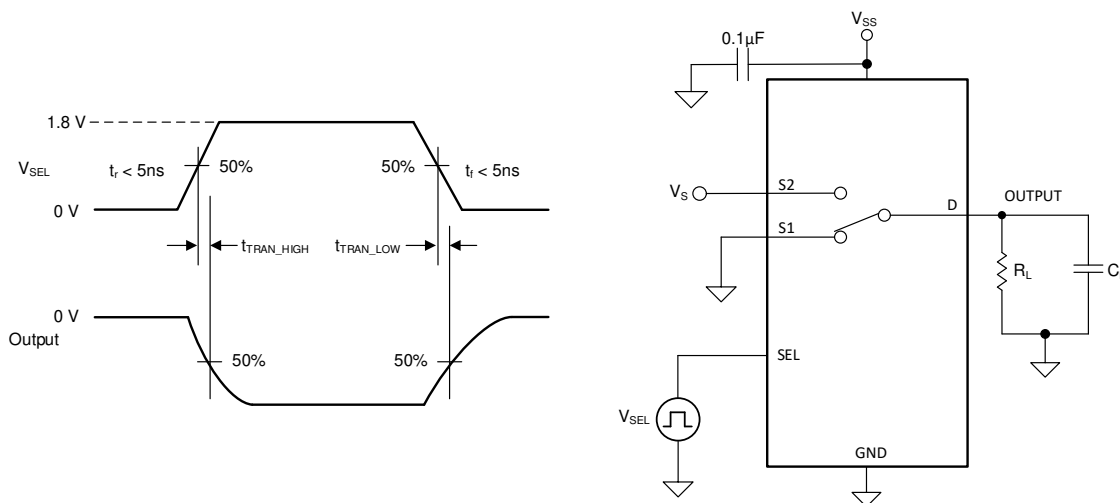 1.8 V
V_SEL
t_r < 5ns
50%
50%
t_f < 5ns
0 V
t_TRAN_HIGH
t_TRAN_LOW
0 V
Output
50%
50%
V_SS
0.1µF
V_S
S2
S1
D
OUTPUT
R_L
C
SEL
V_SEL
GND